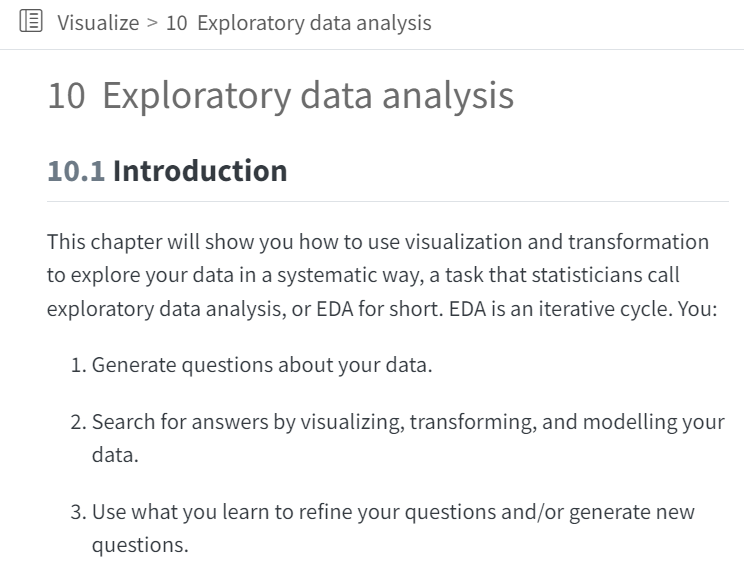 Visualize > 10 Exploratory data analysis
10 Exploratory data analysis
10.1 Introduction
This chapter will show you how to use visualization and transformation
to explore your data in a systematic way, a task that statisticians call
exploratory data analysis, or EDA for short. EDA is an iterative cycle. You:
1. Generate questions about your data.
2. Search for answers by visualizing, transforming, and modelling your
data.
3. Use what you learn to refine your questions and/or generate new
questions.